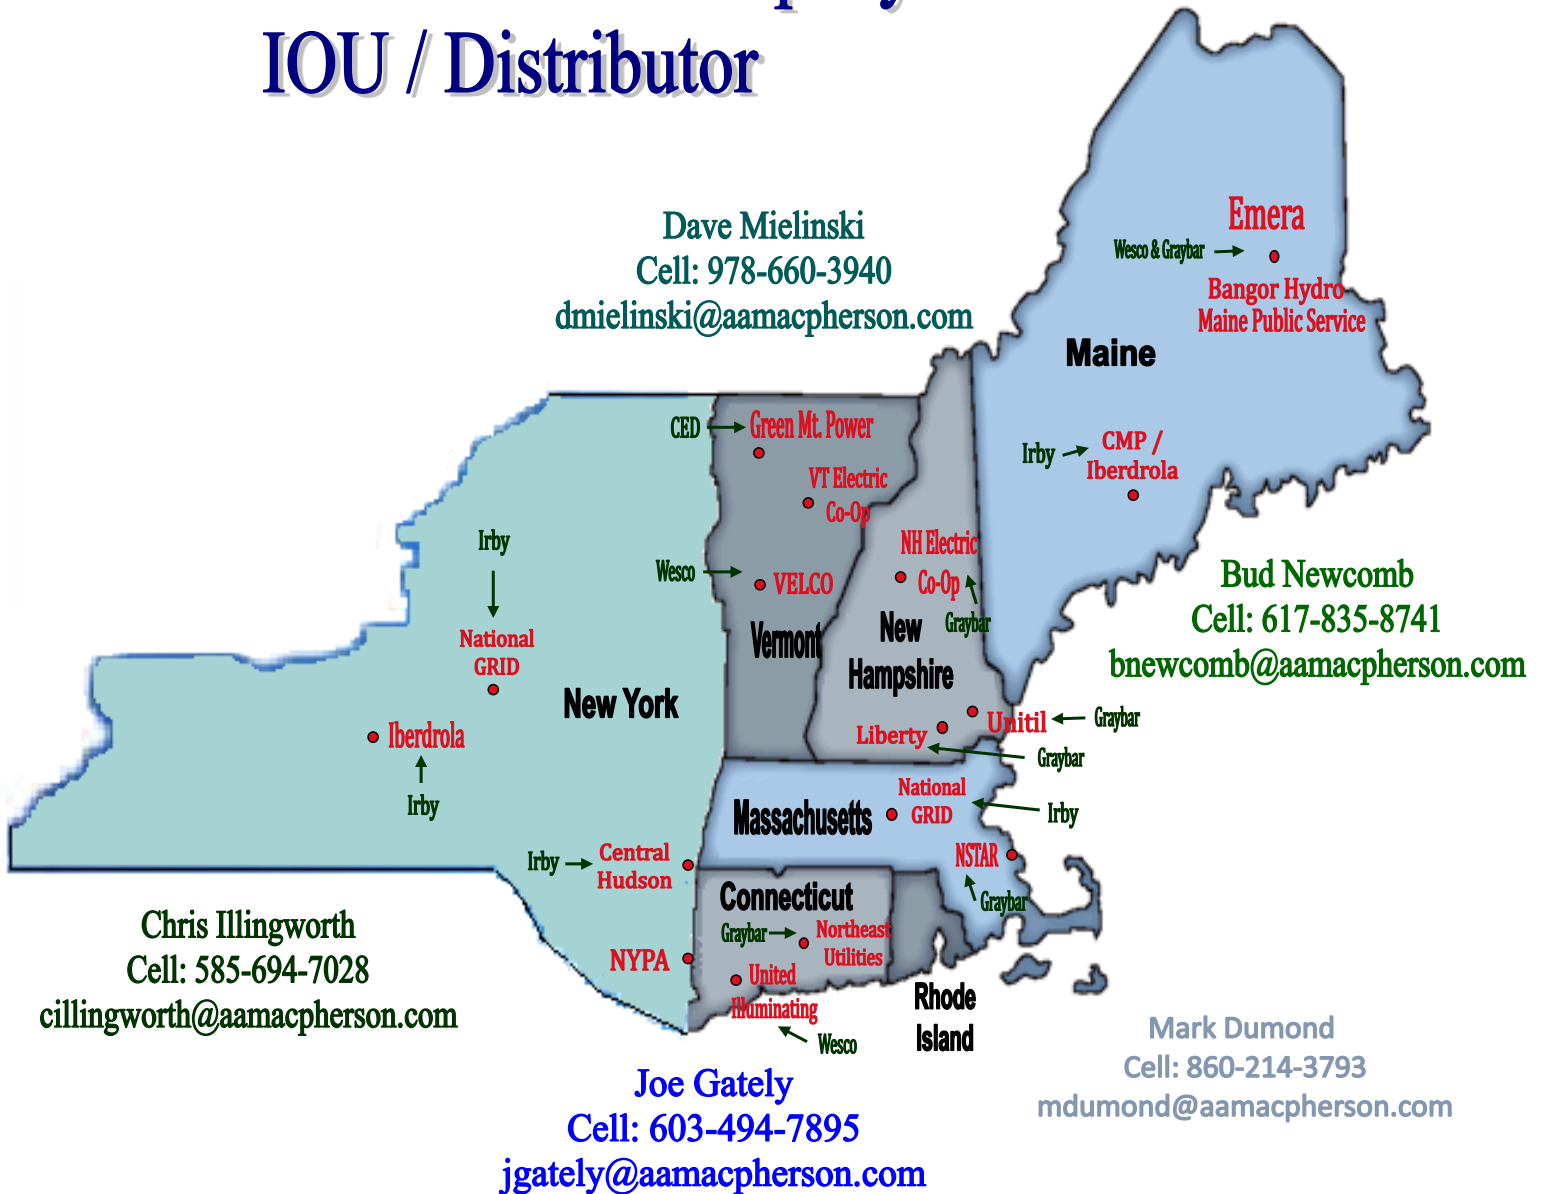 IOU / Distributor
Dave Mielinski
Cell: 978-660-3940
dmielinski@aamacpherson.com
Emera
Wesco & Graybar
Bangor Hydro
Maine Public Service
Maine
CED
Green Mt. Power
VT Electric
Co-Op
Wesco
VELCO
Vermont
Irby
CMP /
Iberdrola
NH Electric
Co-Op
Graybar
New
Hampshire
Bud Newcomb
Cell: 617-835-8741
bnewcomb@aamacpherson.com
Irby
National
GRID
New York
Iberdrola
Irby
Liberty
Unitil
Graybar
Graybar
Massachusetts
National
GRID
Irby
NSTAR
Graybar
Irby
Central
Hudson
NYPA
Connecticut
Graybar
Northeast
Utilities
United
Illuminating
Wesco
Rhode
Island
Chris Illingworth
Cell: 585-694-7028
cillingworth@aamacpherson.com
Mark Dumond
Cell: 860-214-3793
mdumond@aamacpherson.com
Joe Gately
Cell: 603-494-7895
jgately@aamacpherson.com